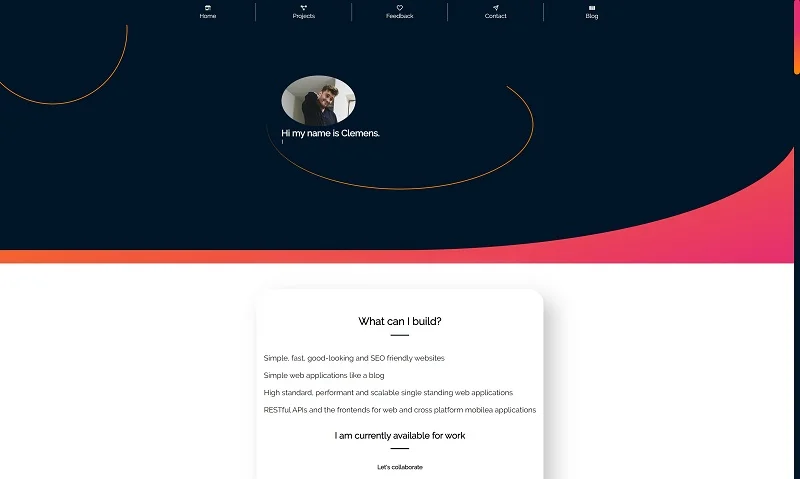 Home
Projects
Feedback
Contact
Blog
Hi my name is Clemens.
What can I build?
Simple, fast, good-looking and SEO friendly websites
Simple web applications like a blog
High standard, performant and scalable single standing web applications
RESTful APIs and the frontends for web and cross platform mobilea applications
I am currently available for work
Let's collaborate